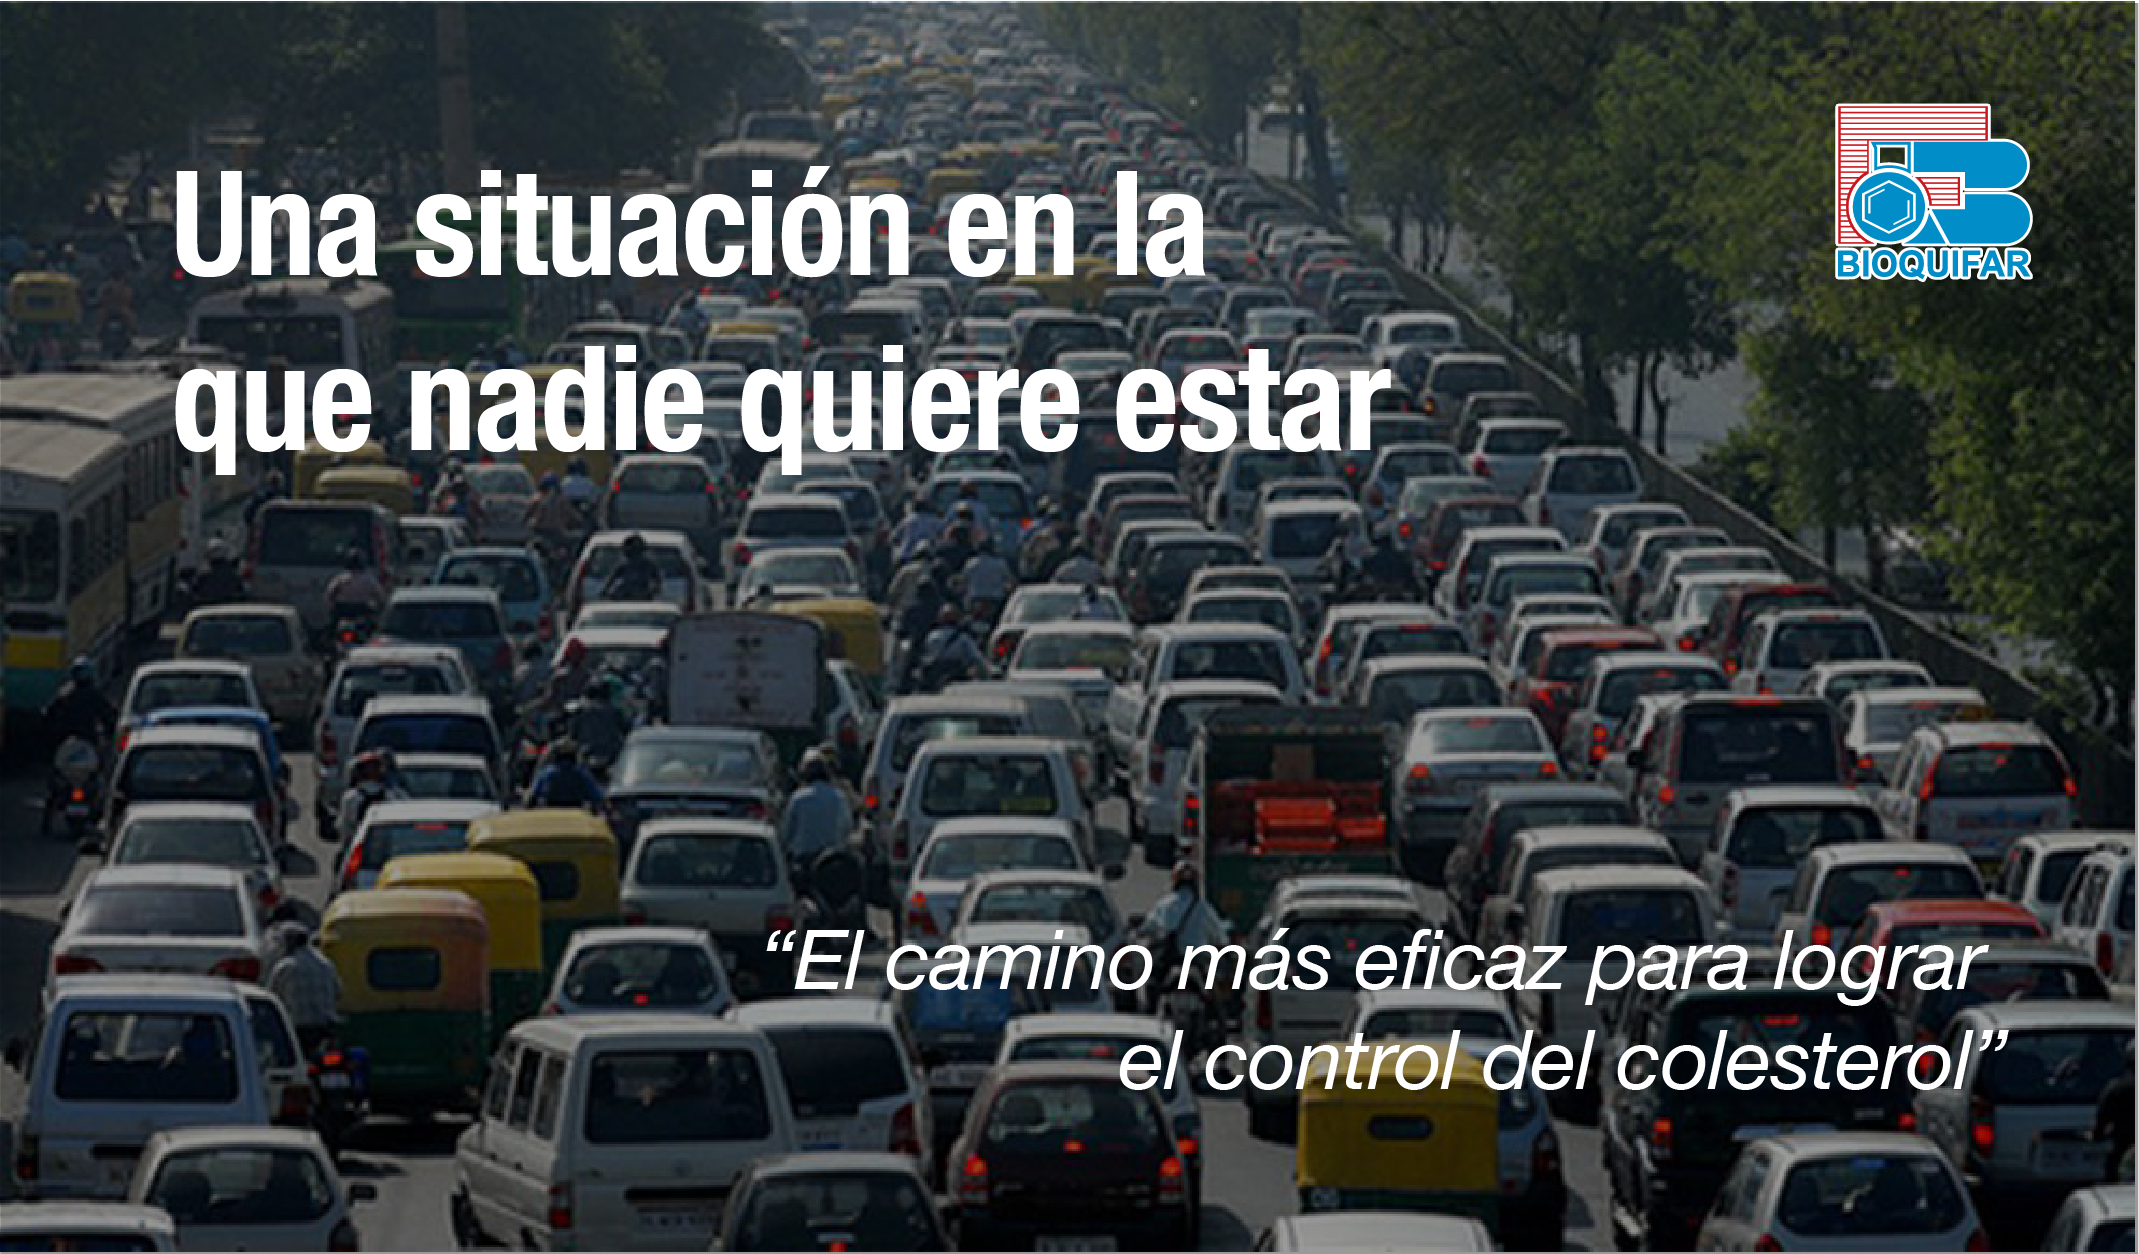 Una situación en la
que nadie quiere estar
BIOQUIFAR
“El camino más eficaz para lograr
el control del colesterol”